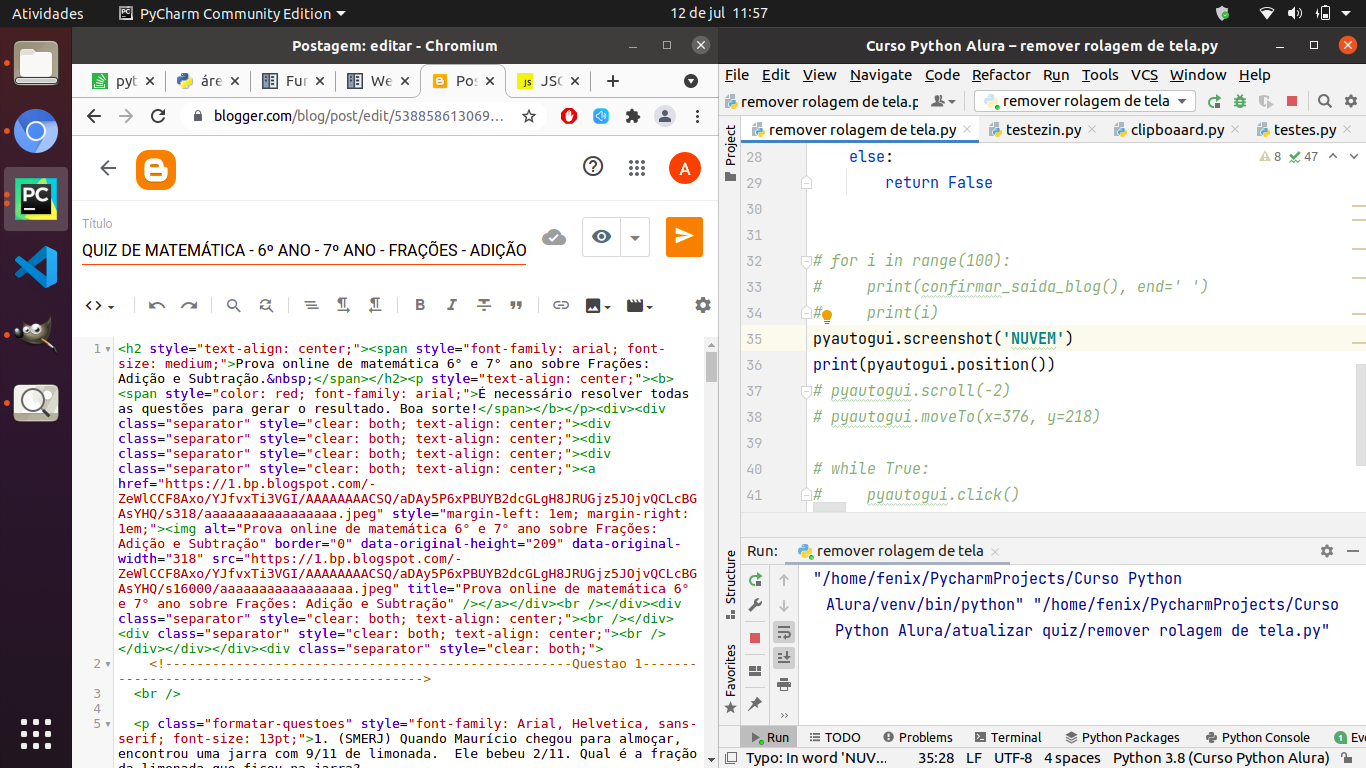 Atividades
PyCharm Community Edition
12 de jul 11:57
Postagem: editar - Chromium
pyt
áre
Fur
We
Pos
JSC
blogger.com/blog/post/edit/538858613069...
A
Título
QUIZ DE MATEMÁTICA - 6º ANO - 7º ANO - FRAÇÕES - ADIÇÃO
1 <h2 style="text-align: center;"><span style="font-family: arial; font-
size: medium;">Prova online de matemática 6° e 7° ano sobre Frações:
Adição e Subtração.&nbsp;</span></h2><p style="text-align: center;"><b>
<span style="color: red; font-family: arial;">É necessário resolver todas
as questões para gerar o resultado. Boa sorte!</span></b></p><div><div
class="separator" style="clear: both; text-align: center;"><div
class="separator" style="clear: both; text-align: center;"><div
class="separator" style="clear: both; text-align: center;"><div
class="separator" style="clear: both; text-align: center;"><a
href="https://1.bp.blogspot.com/-
ZeWlCCF8Axo/YJfvxTi3VGI/AAAAAAAACSQ/aDAy5P6xPBUYB2dcGLgH8JRUGjz5JOjvQCLcBG
AsYHQ/s318/aaaaaaaaaaaaaaaaa.jpeg" style="margin-left: 1em; margin-right:
1em;"><img alt="Prova online de matemática 6° e 7° ano sobre Frações:
Adição e Subtração" border="0" data-original-height="209" data-original-
width="318" src="https://1.bp.blogspot.com/-
ZeWlCCF8Axo/YJfvxTi3VGI/AAAAAAAACSQ/aDAy5P6xPBUYB2dcGLgH8JRUGjz5JOjvQCLcBG
AsYHQ/s16000/aaaaaaaaaaaaaaaaa.jpeg" title="Prova online de matemática 6°
e 7° ano sobre Frações: Adição e Subtração" /></a></div><br /></div><div
class="separator" style="clear: both; text-align: center;"><br /></div>
<div class="separator" style="clear: both; text-align: center;"><br />
</div></div></div><div class="separator" style="clear: both;">
2 <!----------------------------------------------------Questao 1-------
---------------------------------------->
3 <br />
4
5 <p class="formatar-questoes" style="font-family: Arial, Helvetica, sans-
serif; font-size: 13pt;">1. (SMERJ) Quando Maurício chegou para almoçar,
encontrou uma jarra com 9/11 de limonada. Ele bebeu 2/11. Qual é a fração
da limonada que ficou na jarra?
Curso Python Alura – remover rolagem de tela.py
File Edit View Navigate Code Refactor Run Tools VCS Window Help
remover rolagem de tela.p
remover rolagem de tela
remover rolagem de tela.py
testezin.py
clipboaard.py
testes.py
Project
8 47
28 else:
29 return False
30
31
32 # for i in range(100):
33 # print(confirmar_saida_blog(), end=' ')
34 # print(i)
35 pyautogui.screenshot('NUVEM')
36 print(pyautogui.position())
37 # pyautogui.scroll(-2)
38 # pyautogui.moveTo(x=376, y=218)
39
40 # while True:
41 # pyautogui.click()
Structure
Favorites
Run: remover rolagem de tela
"/home/fenix/PycharmProjects/Curso Python
Alura/venv/bin/python" "/home/fenix/PycharmProjects/Curso
Python Alura/atualizar quiz/remover rolagem de tela.py"
Run TODO Problems Terminal Python Packages Python Console 1 Eve
Typo: In word 'NUV... 35:28 LF UTF-8 4 spaces Python 3.8 (Curso Python Alura)